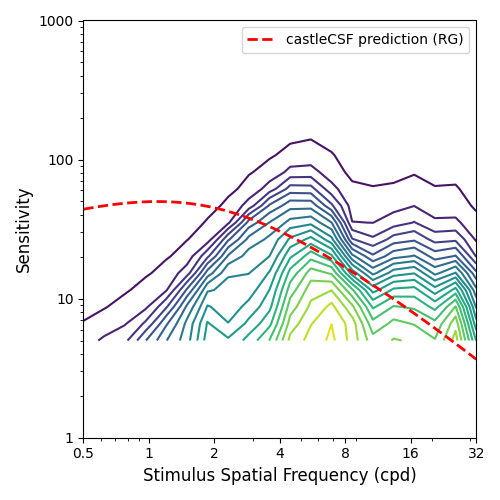 1000
castleCSF prediction (RG)
100
Sensitivity
10
1
0.5 1 2 4 8 16 32
Stimulus Spatial Frequency (cpd)